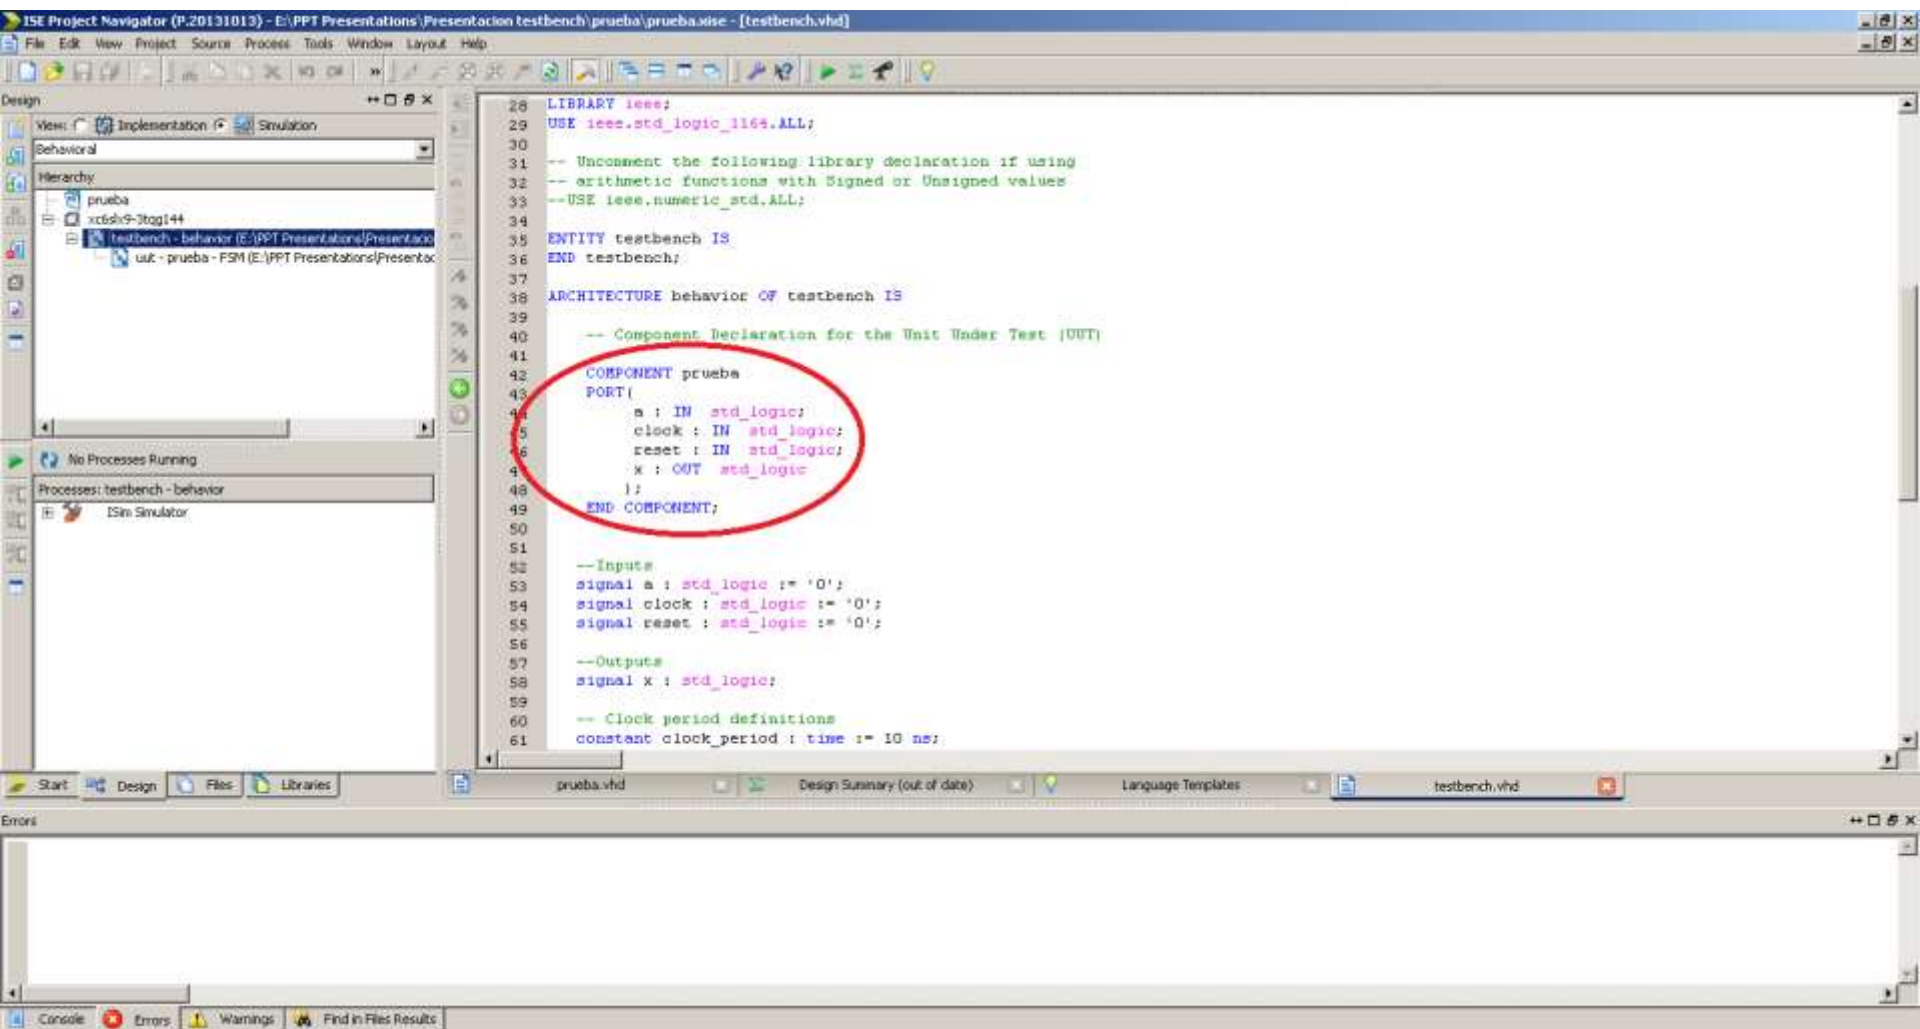 ISE Project Navigator (P.20131013) - E:\PPT Presentations\Presentacion testbench\prueba\prueba.xise - [testbench.vhd]
File Edit View Project Source Process Tools Window Layout Help
Design
View: Implementation Simulation
Behavioral
Hierarchy
prueba
xc6slx9-3tqg144
testbench - behavior (E:\PPT Presentations\Presentacio
uut - prueba - FSM (E:\PPT Presentations\Presentac
No Processes Running
Processes: testbench - behavior
ISim Simulator
Start Design Files Libraries
28 LIBRARY ieee;
29 USE ieee.std_logic_1164.ALL;
30
31 -- Uncomment the following library declaration if using
32 -- arithmetic functions with Signed or Unsigned values
33 --USE ieee.numeric_std.ALL;
34
35 ENTITY testbench IS
36 END testbench;
37
38 ARCHITECTURE behavior OF testbench IS
39
40 -- Component Declaration for the Unit Under Test (UUT)
41
42 COMPONENT prueba
43 PORT(
44 a : IN std_logic;
45 clock : IN std_logic;
46 reset : IN std_logic;
4 x : OUT std_logic
48 );
49 END COMPONENT;
50
51
52 --Inputs
53 signal a : std_logic := '0';
54 signal clock : std_logic := '0';
55 signal reset : std_logic := '0';
56
57 --Outputs
58 signal x : std_logic;
59
60 -- Clock period definitions
61 constant clock_period : time := 10 ns;
prueba.vhd Design Summary (out of date) Language Templates testbench.vhd
Errors
Console Errors Warnings Find in Files Results